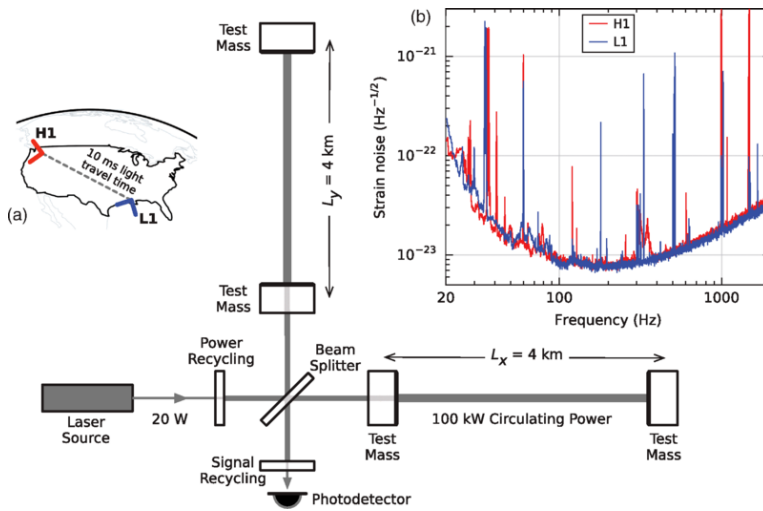 Test
Mass
Ly = 4 km
Test
Mass
H1
10 ms light
travel time
L1
(a)
(b)
H1
L1
Strain noise (Hz-1/2)
10-21
10-22
10-23
20
100
1000
Frequency (Hz)
Power
Recycling
Beam
Splitter
Lx = 4 km
Laser
Source
20 W
100 kW Circulating Power
Test
Mass
Test
Mass
Signal
Recycling
Photodetector